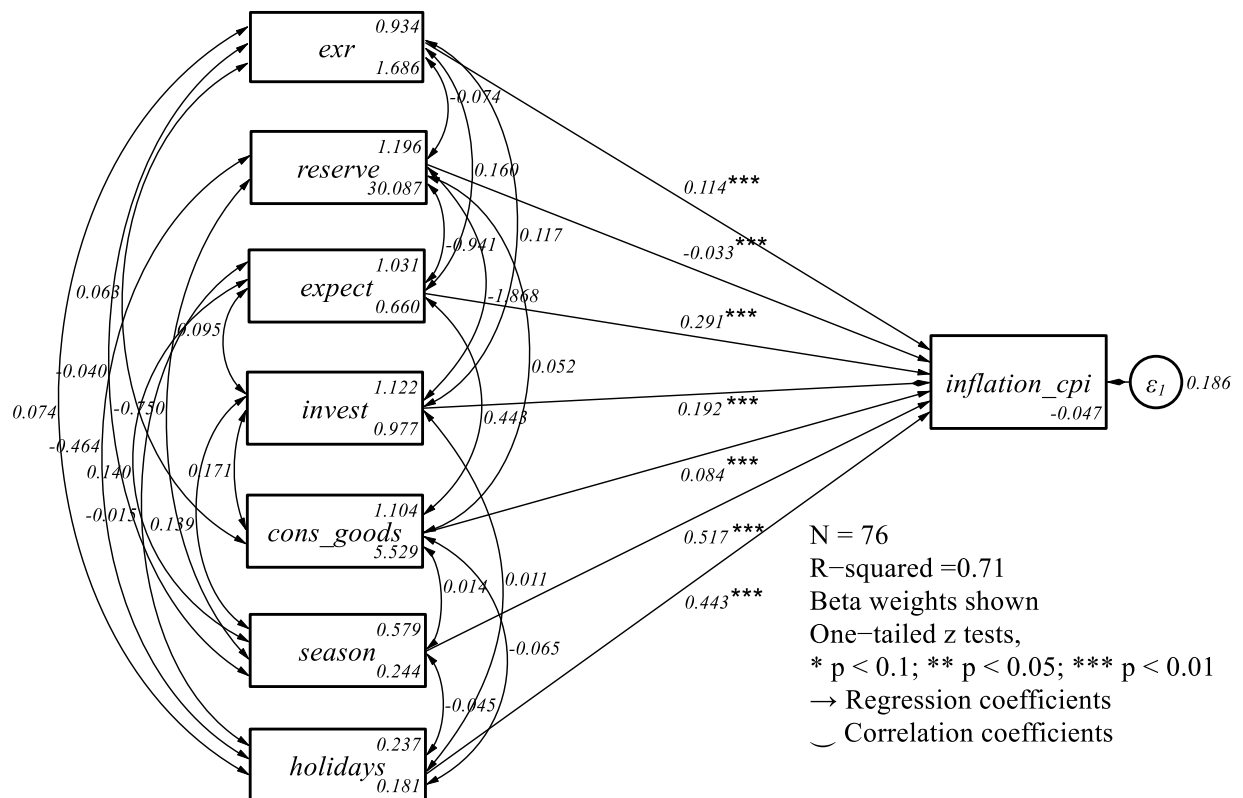 0.934
exr
1.686
-0.074
1.196
reserve
30.087
0.160
0.114***
0.117
-0.033***
-0.941
1.031
expect
0.660
0.063
-1.868
0.291***
0.095
0.052
-0.040
1.122
invest
0.977
0.192***
inflation_cpi
-0.047
ε1
0.186
0.074
-0.750
0.443
-0.464
0.140
0.171
0.084***
1.104
cons_goods
5.529
-0.015
0.139
0.517***
0.014
0.011
0.443***
0.579
season
0.244
-0.065
-0.045
0.237
holidays
0.181
N = 76
R−squared =0.71
Beta weights shown
One−tailed z tests,
* p < 0.1; ** p < 0.05; *** p < 0.01
→ Regression coefficients
‿ Correlation coefficients